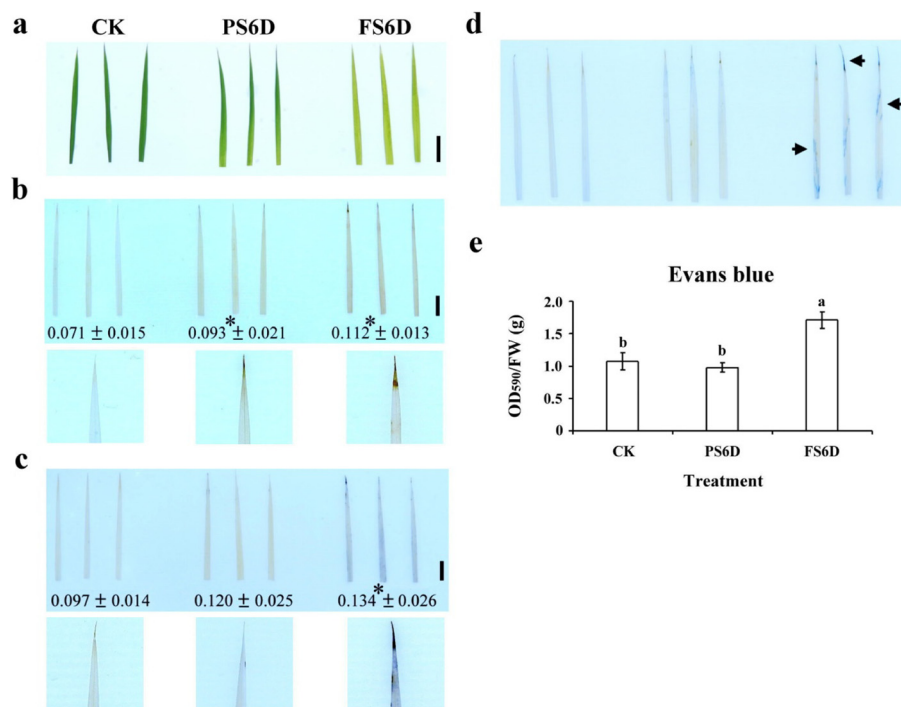 a
CK PS6D FS6D
b
0.071 ± 0.015 0.093 ± 0.021 0.112 ± 0.013
* *
c
0.097 ± 0.014 0.120 ± 0.025 0.134 ± 0.026
*
d
e
Evans blue
OD590/FW (g)
2.0
1.5
1.0
0.5
0
b b a
CK PS6D FS6D
Treatment